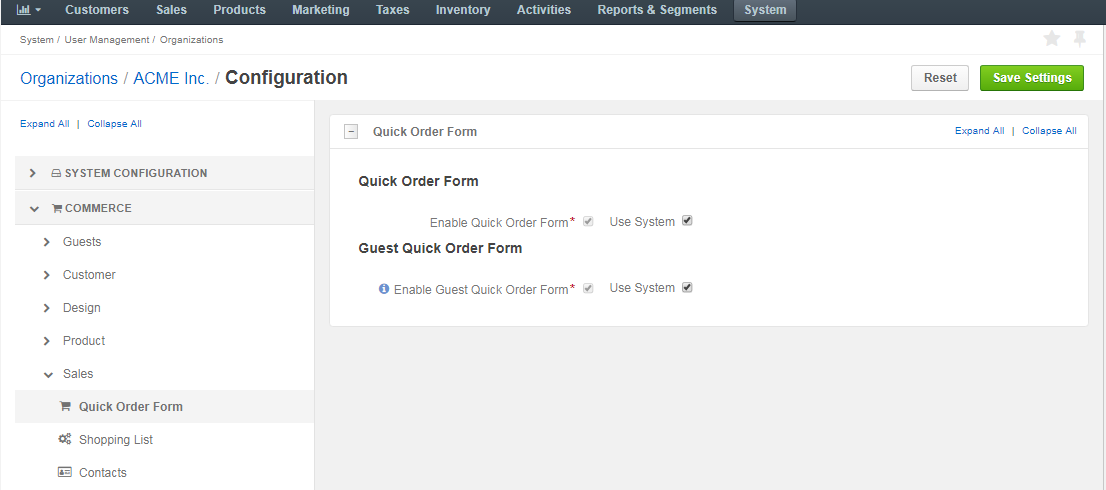 Customers Sales Products Marketing Taxes Inventory Activities Reports & Segments System
System / User Management / Organizations
Organizations / ACME Inc. / Configuration
Reset Save Settings
Expand All | Collapse All
SYSTEM CONFIGURATION
COMMERCE
Guests
Customer
Design
Product
Sales
Quick Order Form
Shopping List
Contacts
Quick Order Form
Expand All | Collapse All
Quick Order Form
Enable Quick Order Form* Use System
Guest Quick Order Form
Enable Guest Quick Order Form* Use System